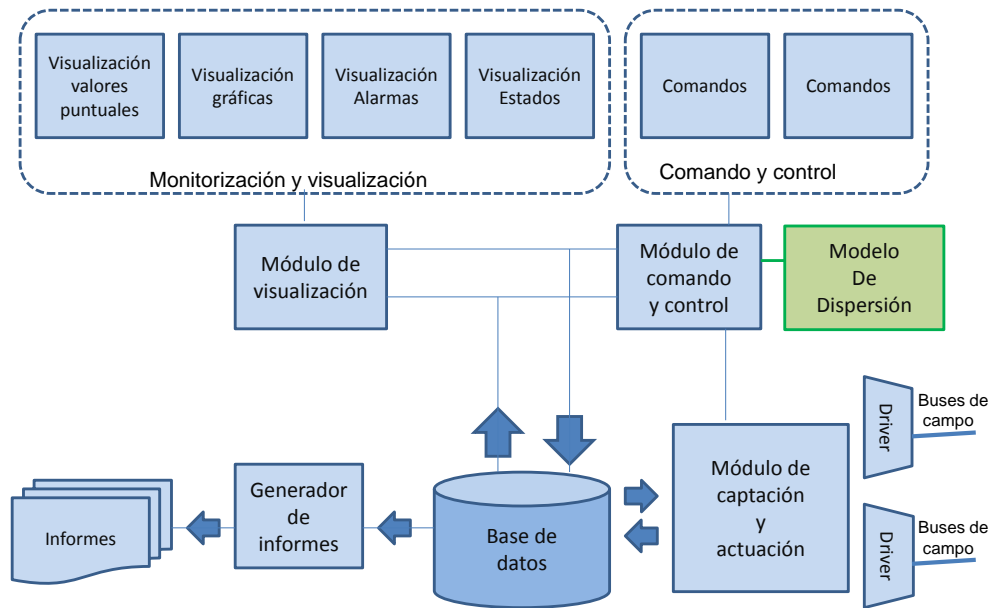 Visualización
valores
puntuales
Visualización
gráficas
Visualización
Alarmas
Visualización
Estados
Comandos
Comandos
Monitorización y visualización
Comando y control
Módulo de
visualización
Módulo de
comando
y control
Modelo
De
Dispersión
Driver
Buses de
campo
Informes
Generador
de
informes
Base de
datos
Módulo de
captación
y
actuación
Driver
Buses de
campo